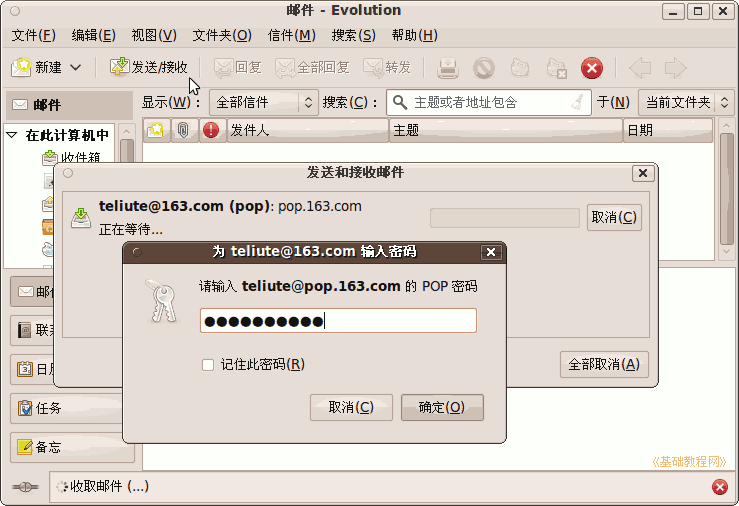 邮件 - Evolution
文件(F) 编辑(E) 视图(V) 文件夹(O) 信件(M) 搜索(S) 帮助(H)
新建 发送/接收 回复 全部回复 转发
邮件 显示(W)： 全部信件 搜索(C)： 主题或者地址包含 于(N) 当前文件夹
发件人 主题 日期
在此计算机中
收件箱
发送和接收邮件
teliute@163.com (pop): pop.163.com
正在等待...
取消(C)
为 teliute@163.com 输入密码
请输入 teliute@pop.163.com 的 POP 密码
●●●●●●●●●●
记住此密码(R)
取消(C) 确定(O)
全部取消(A)
邮件
联系
日历
任务
备忘
《基础教程网》
收取邮件 (...)